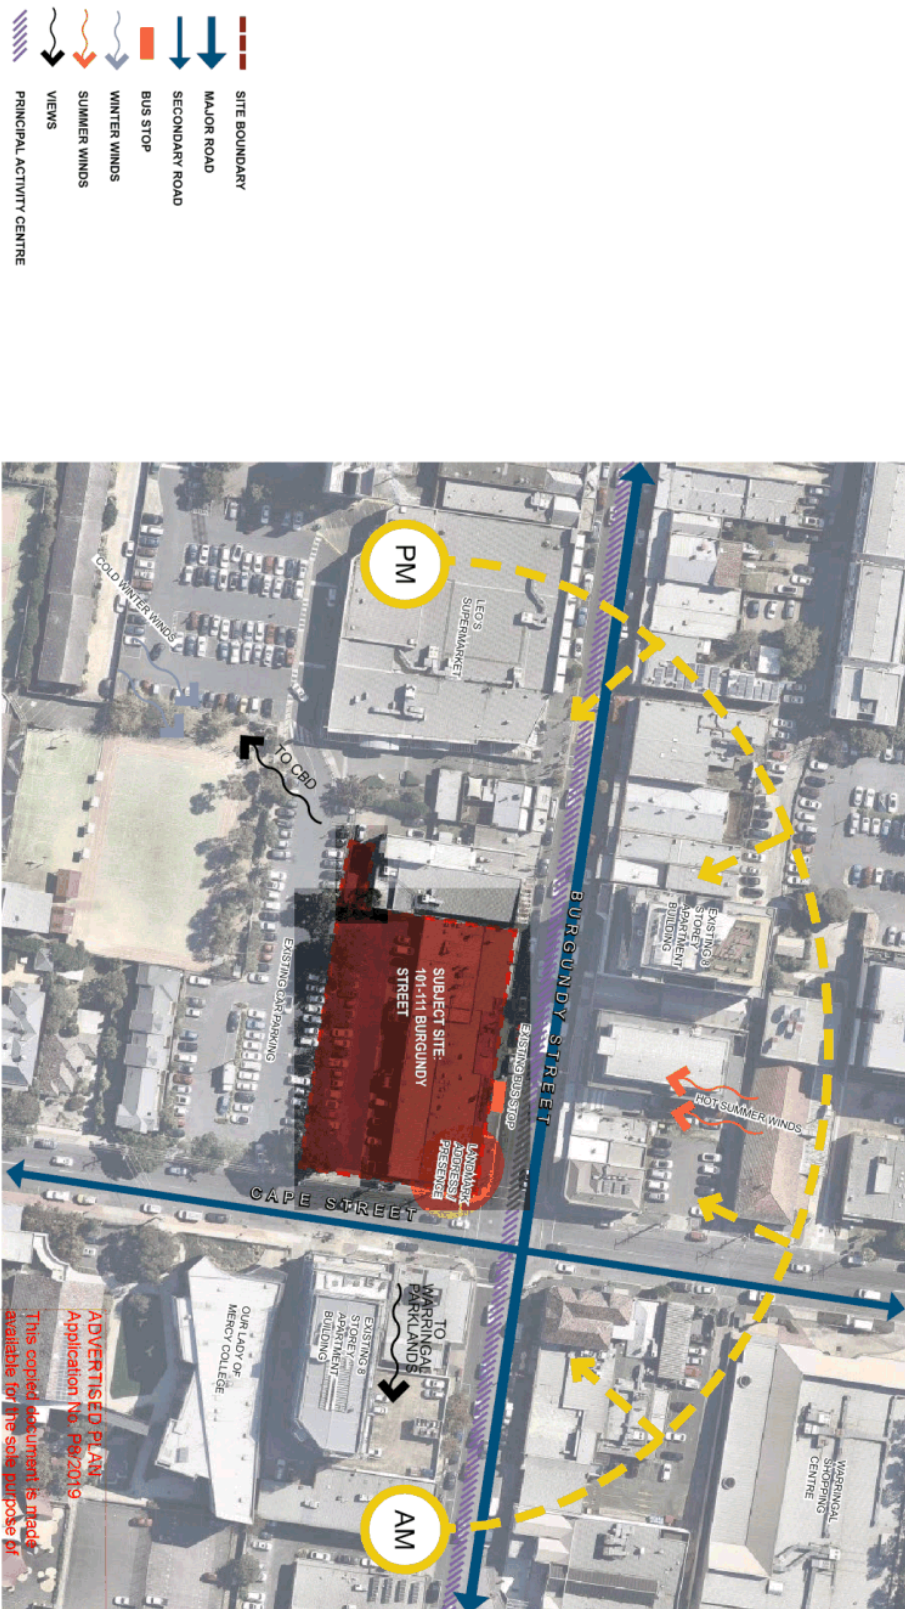 SITE BOUNDARY
MAJOR ROAD
SECONDARY ROAD
BUS STOP
WINTER WINDS
SUMMER WINDS
VIEWS
PRINCIPAL ACTIVITY CENTRE
PM
LEO'S
SUPERMARKET
COLD WINTER WINDS
TO CBD
EXISTING 8
STOREY
APARTMENT
BUILDING
BURGUNDY STREET
EXISTING CAR PARKING
SUBJECT SITE:
101-111 BURGUNDY
STREET
EXISTING BUS STOP
HOT SUMMER WINDS
LANDMARK
ADDRESS/
PRESENCE
CAPE STREET
TO
WARRINGAL
PARKLANDS
EXISTING 8
STOREY
APARTMENT
BUILDING
OUR LADY OF
MERCY COLLEGE
WARRINGAL
SHOPPING
CENTRE
AM
ADVERTISED PLAN
Application No. P8/2019
This copied document is made
available for the sole purpose of